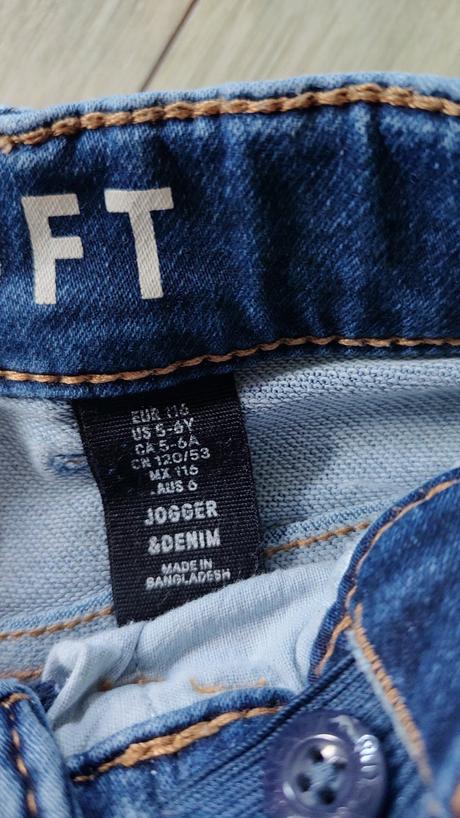 FT
EUR 116
US 5-6Y
CA 5-6A
CN 120/53
MX 116
AUS 6
JOGGER
&DENIM
MADE IN
BANGLADESH